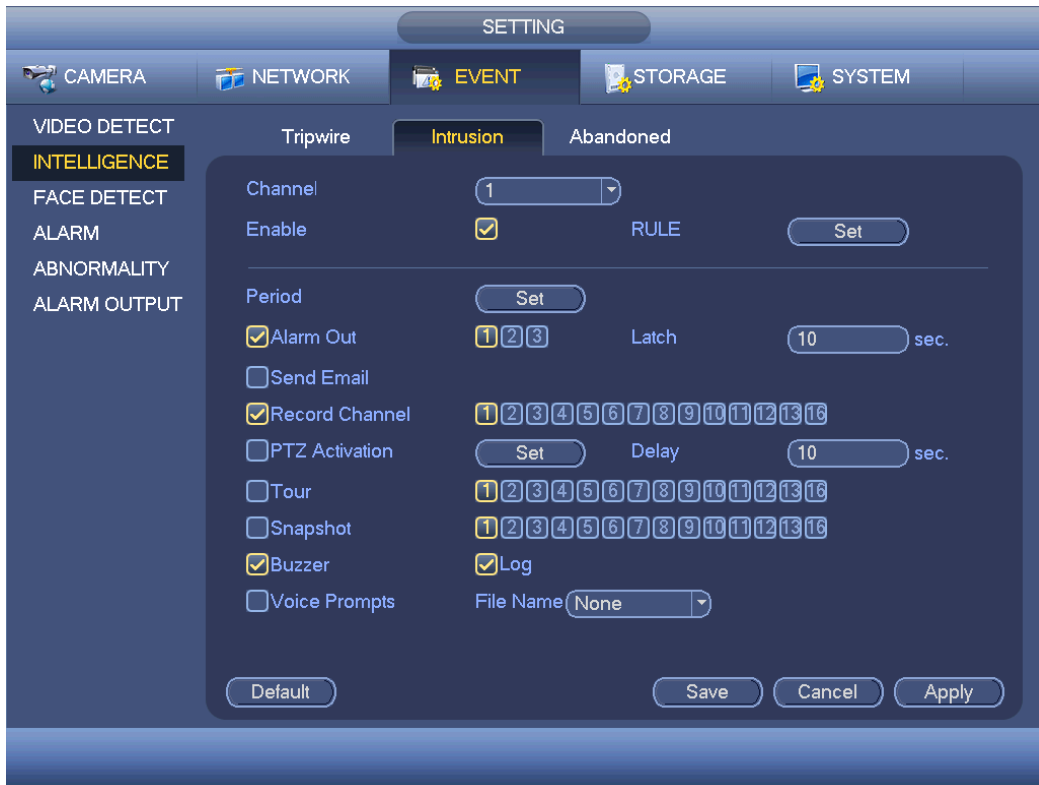 SETTING
CAMERA NETWORK EVENT STORAGE SYSTEM
VIDEO DETECT
INTELLIGENCE
FACE DETECT
ALARM
ABNORMALITY
ALARM OUTPUT
Tripwire Intrusion Abandoned
Channel 1
Enable RULE Set
Period Set
Alarm Out 1 2 3 Latch 10 sec.
Send Email
Record Channel 1 2 3 4 5 6 7 8 9 10 11 12 13 16
PTZ Activation Set Delay 10 sec.
Tour 1 2 3 4 5 6 7 8 9 10 11 12 13 16
Snapshot 1 2 3 4 5 6 7 8 9 10 11 12 13 16
Buzzer Log
Voice Prompts File Name None
Default Save Cancel Apply